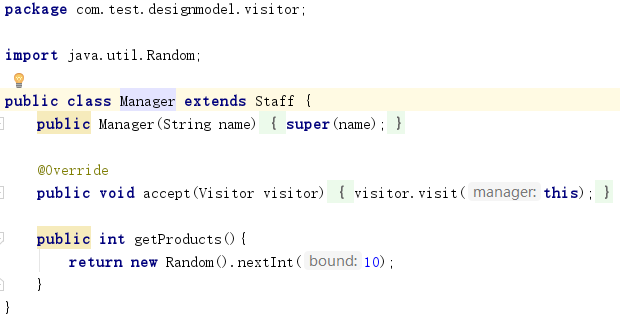 package com.test.designmodel.visitor;
import java.util.Random;
public class Manager extends Staff {
public Manager(String name) { super(name); }
@Override
public void accept(Visitor visitor) { visitor.visit( manager: this); }
public int getProducts(){
return new Random().nextInt( bound: 10);
}
}